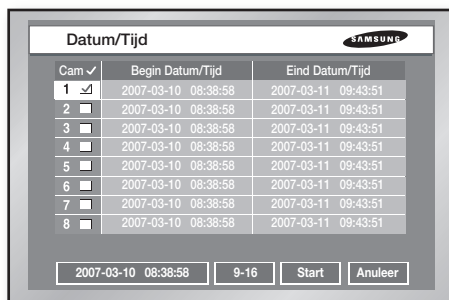 Datum/Tijd SAMSUNG
Cam ✓ Begin Datum/Tijd Eind Datum/Tijd
1 ☑ 2007-03-10 08:38:58 2007-03-11 09:43:51
2 ☐ 2007-03-10 08:38:58 2007-03-11 09:43:51
3 ☐ 2007-03-10 08:38:58 2007-03-11 09:43:51
4 ☐ 2007-03-10 08:38:58 2007-03-11 09:43:51
5 ☐ 2007-03-10 08:38:58 2007-03-11 09:43:51
6 ☐ 2007-03-10 08:38:58 2007-03-11 09:43:51
7 ☐ 2007-03-10 08:38:58 2007-03-11 09:43:51
8 ☐ 2007-03-10 08:38:58 2007-03-11 09:43:51
2007-03-10 08:38:58 9-16 Start Anuleer